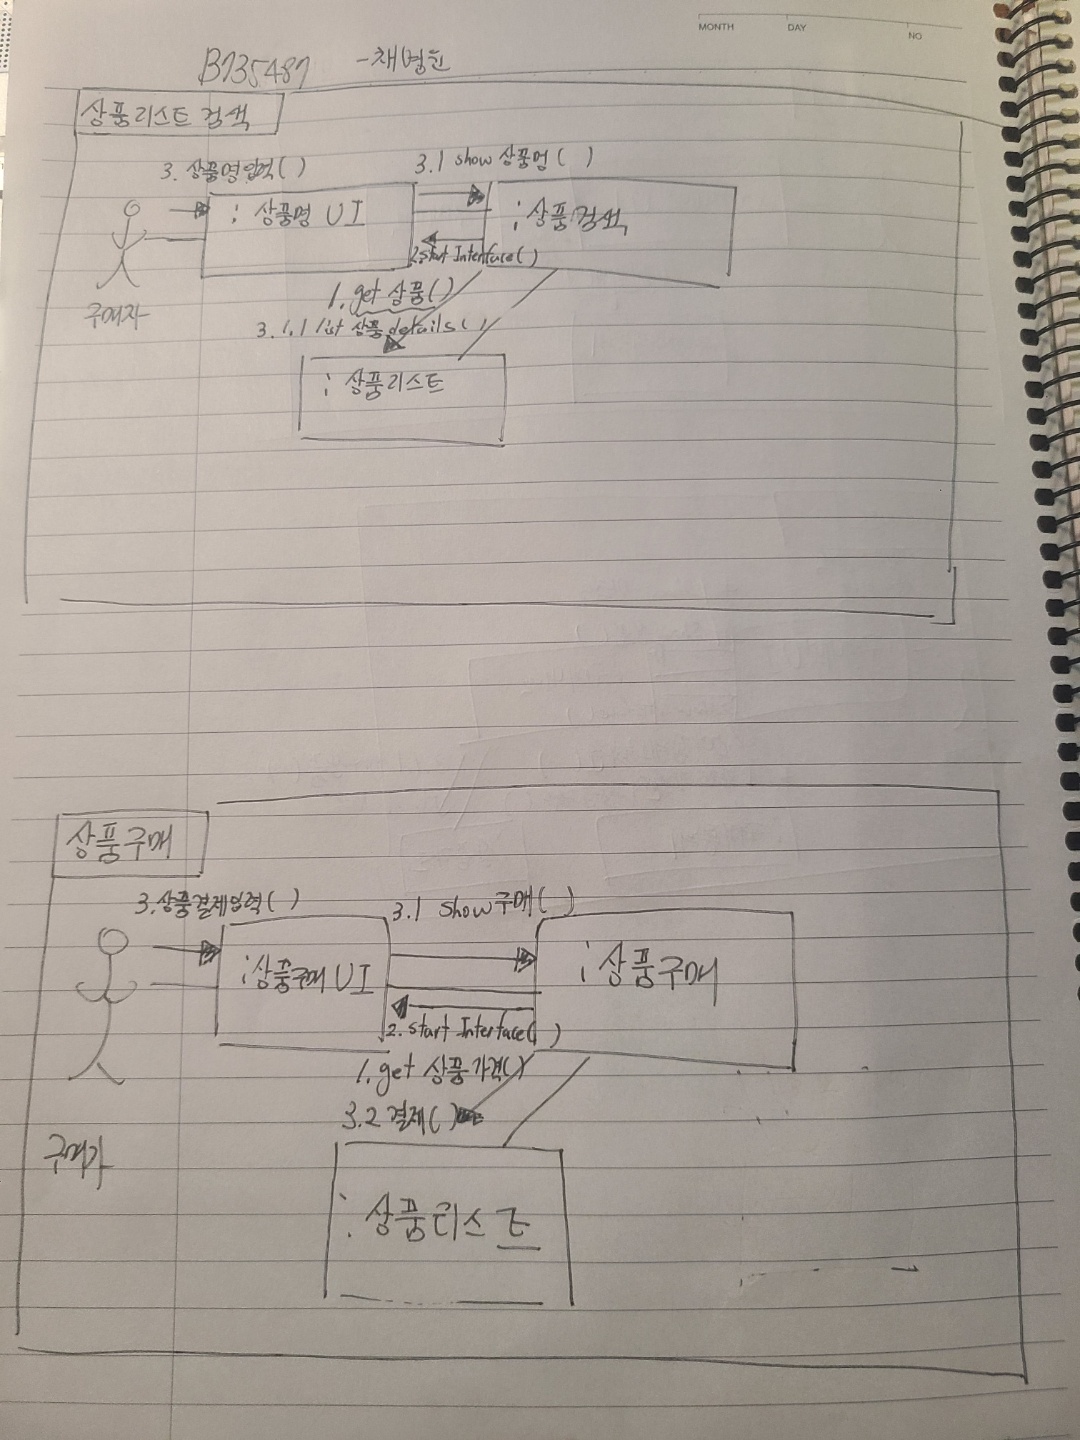 MONTH DAY NO
B735487 -채병헌
상품리스트 검색
3. 상품명입력( ) 3.1 show 상품명( )
: 상품명 UI : 상품검색
2. start Interface( )
구매자 1. get 상품( )
3.1.1 list 상품 details( )
: 상품리스트
상품구매
3. 상품결제입력( ) 3.1 show 구매( )
: 상품구매 UI : 상품구매
2. start Interface( )
1. get 상품가격( )
3.2 결제( )
구매자
: 상품리스트